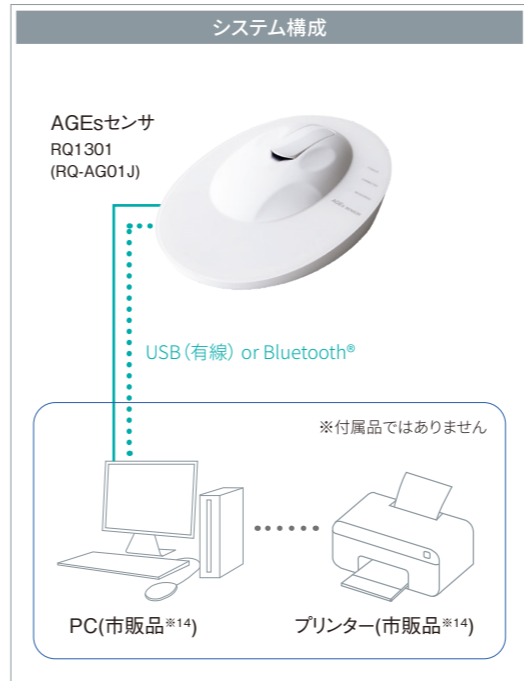 システム構成
AGEsセンサ
RQ1301
(RQ-AG01J)
USB（有線） or Bluetooth®
※付属品ではありません
PC(市販品※14)
プリンター(市販品※14)